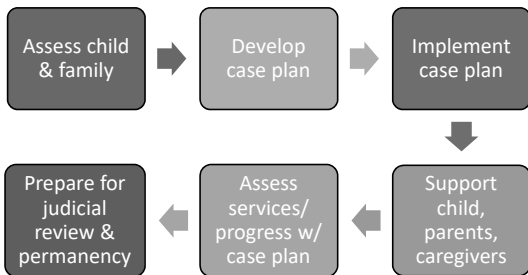 Assess child
& family
Develop
case plan
Implement
case plan
Support
child,
parents,
caregivers
Assess
services/
progress w/
case plan
Prepare for
judicial
review &
permanency